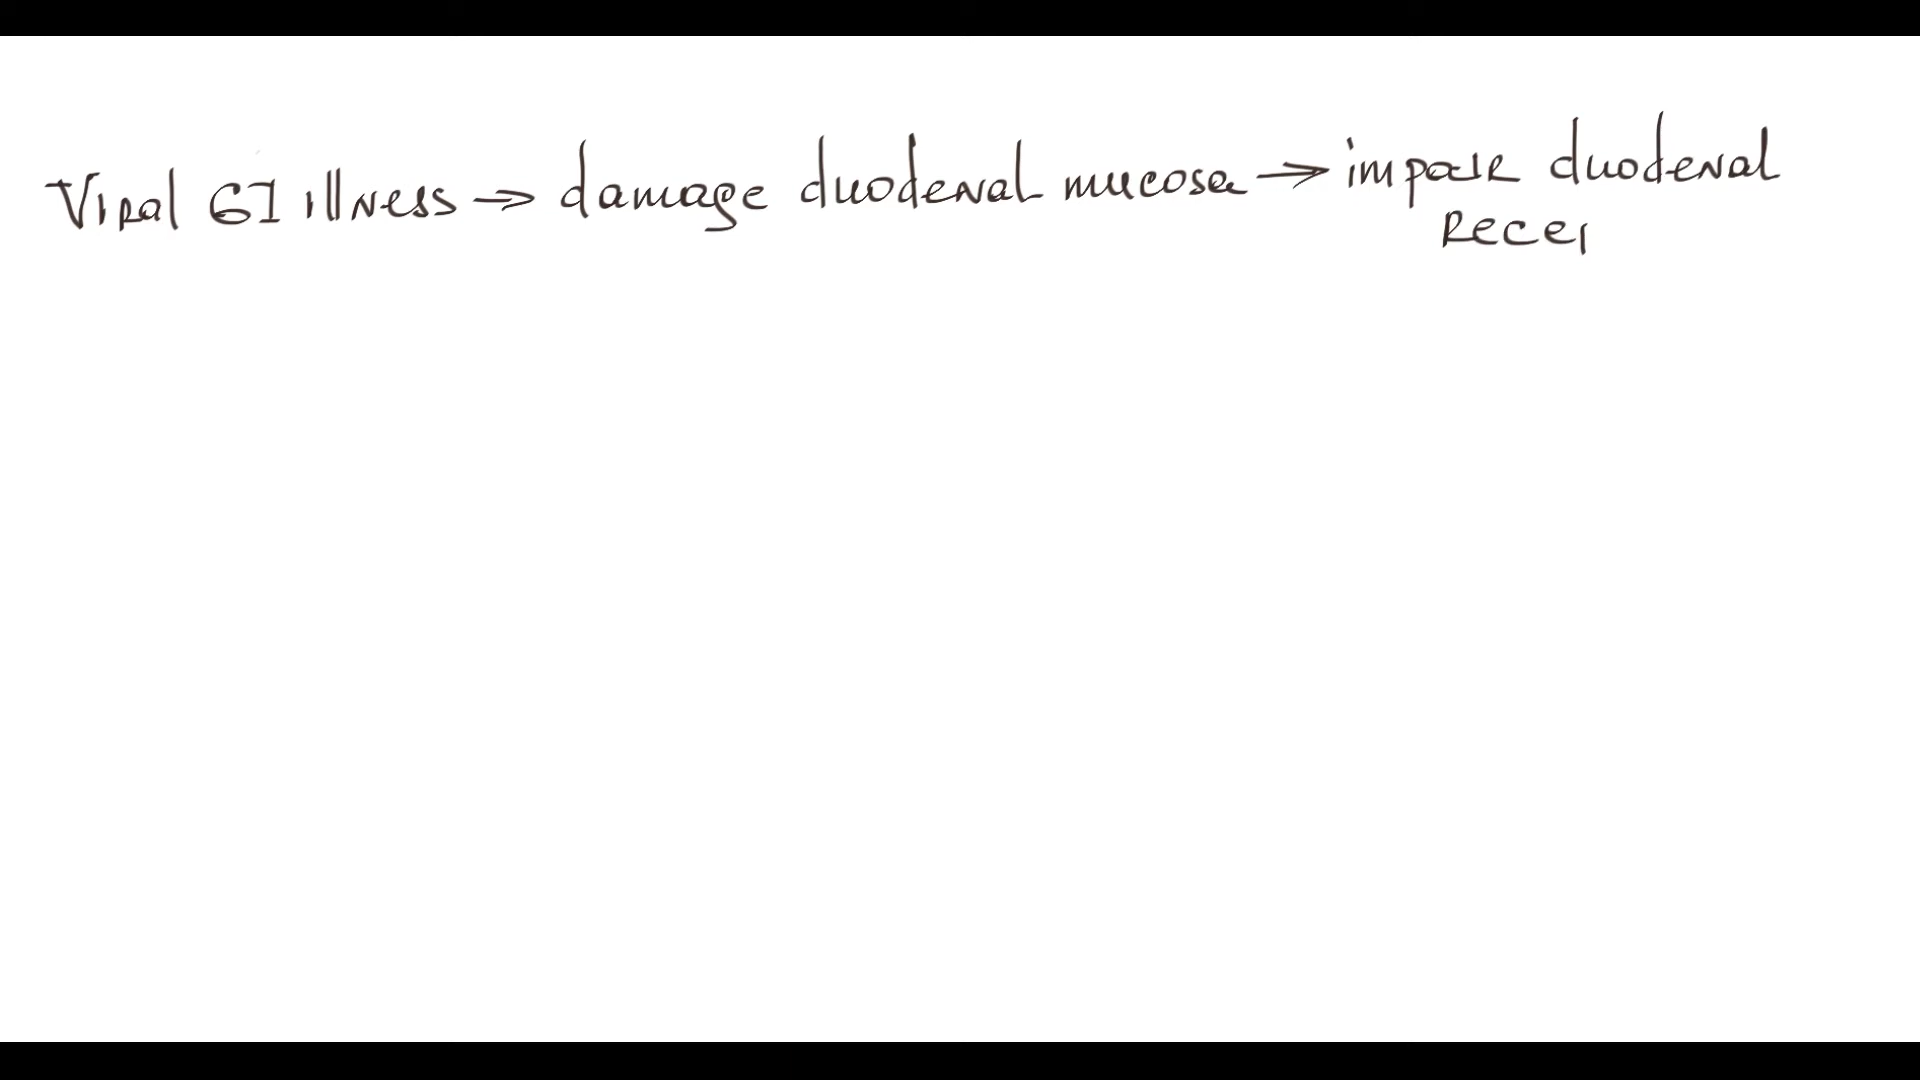 Viral GI illness → damage duodenal mucosa → impair duodenal
recep